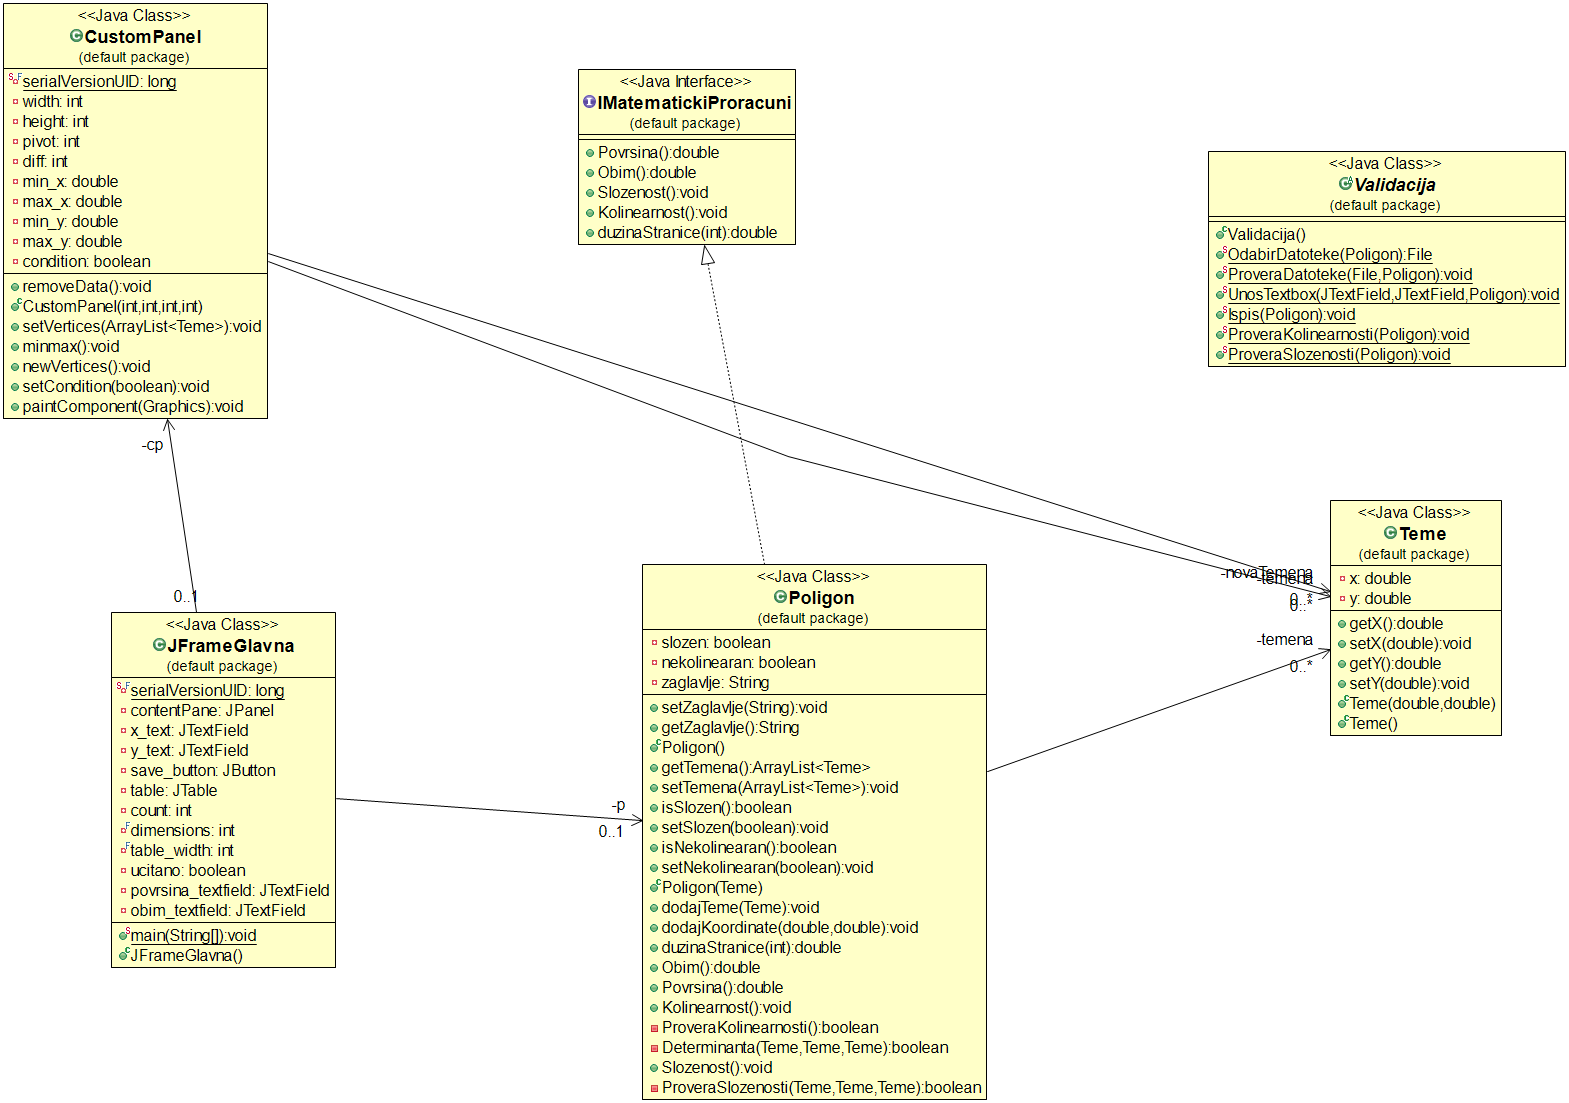 <<Java Class>>
CustomPanel
(default package)
serialVersionUID: long
width: int
height: int
pivot: int
diff: int
min_x: double
max_x: double
min_y: double
max_y: double
condition: boolean
removeData():void
CustomPanel(int,int,int,int)
setVertices(ArrayList<Teme>):void
minmax():void
newVertices():void
setCondition(boolean):void
paintComponent(Graphics):void
<<Java Interface>>
IMatematickiProracuni
(default package)
Povrsina():double
Obim():double
Slozenost():void
Kolinearnost():void
duzinaStranice(int):double
<<Java Class>>
Validacija
(default package)
Validacija()
OdabirDatoteke(Poligon):File
ProveraDatoteke(File,Poligon):void
UnosTextbox(JTextField,JTextField,Poligon):void
Ispis(Poligon):void
ProveraKolinearnosti(Poligon):void
ProveraSlozenosti(Poligon):void
-cp
0..1
<<Java Class>>
JFrameGlavna
(default package)
serialVersionUID: long
contentPane: JPanel
x_text: JTextField
y_text: JTextField
save_button: JButton
table: JTable
count: int
dimensions: int
table_width: int
ucitano: boolean
povrsina_textfield: JTextField
obim_textfield: JTextField
main(String[]):void
JFrameGlavna()
-p
0..1
<<Java Class>>
Poligon
(default package)
slozen: boolean
nekolinearan: boolean
zaglavlje: String
setZaglavlje(String):void
getZaglavlje():String
Poligon()
getTemena():ArrayList<Teme>
setTemena(ArrayList<Teme>):void
isSlozen():boolean
setSlozen(boolean):void
isNekolinearan():boolean
setNekolinearan(boolean):void
Poligon(Teme)
dodajTeme(Teme):void
dodajKoordinate(double,double):void
duzinaStranice(int):double
Obim():double
Povrsina():double
Kolinearnost():void
ProveraKolinearnosti():boolean
Determinanta(Teme,Teme,Teme):boolean
Slozenost():void
ProveraSlozenosti(Teme,Teme,Teme):boolean
-novaTemena
-temena
0..*
0..*
-temena
0..*
<<Java Class>>
Teme
(default package)
x: double
y: double
getX():double
setX(double):void
getY():double
setY(double):void
Teme(double,double)
Teme()